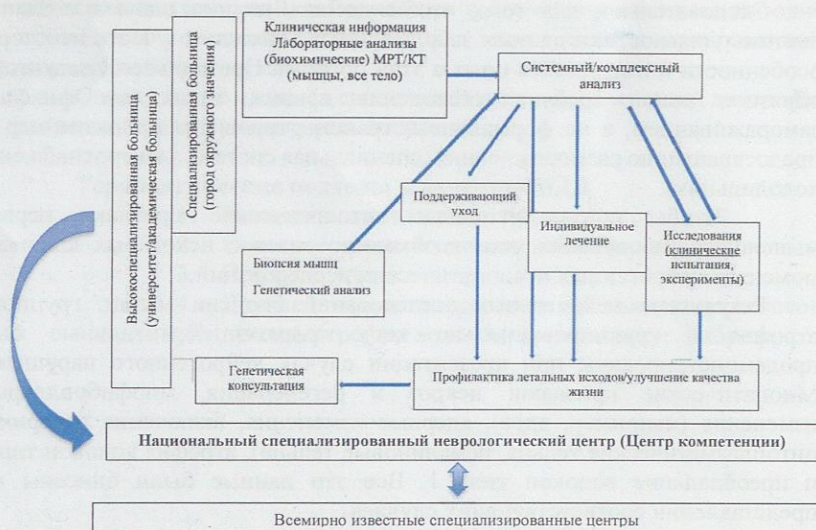 Высокоспециализированная больница
(университет/академическая больница)
Специализированная больница
(город окружного значения)
Клиническая информация
Лабораторные анализы
(биохимические) МРТ/КТ
(мышцы, все тело)
Системный/комплексный
анализ
Поддерживающий
уход
Индивидуальное
лечение
Исследования
(клинические
испытания,
эксперименты)
Биопсия мышц
Генетический анализ
Генетическая
консультация
Профилактика летальных исходов/улучшение качества
жизни
Национальный специализированный неврологический центр (Центр компетенции)
Всемирно известные специализированные центры